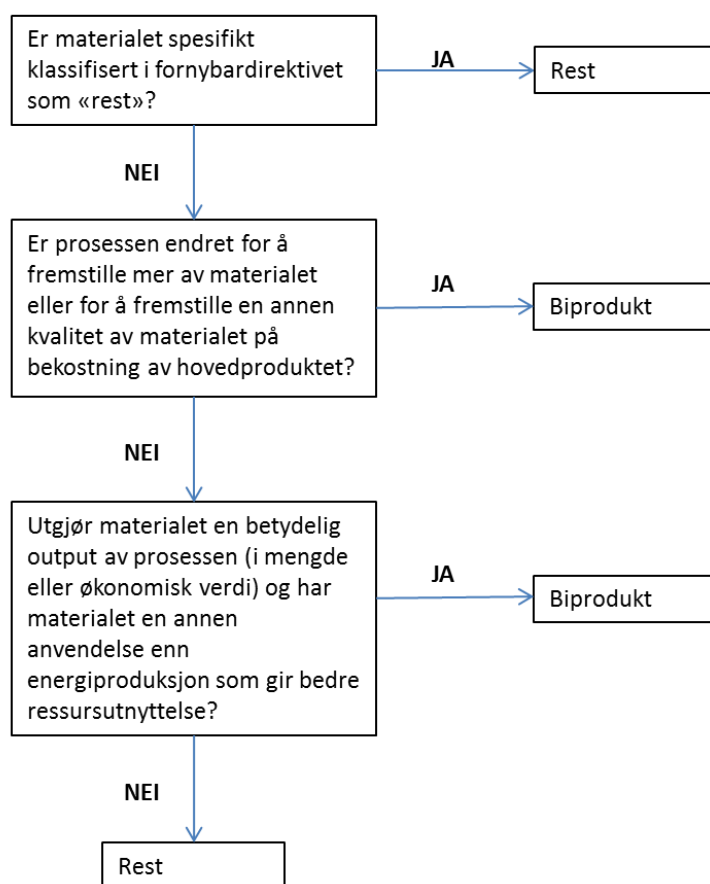 Er materialet spesifikt
klassifisert i fornybardirektivet
som «rest»?
JA
Rest
NEI
Er prosessen endret for å
fremstille mer av materialet
eller for å fremstille en annen
kvalitet av materialet på
bekostning av hovedproduktet?
JA
Biprodukt
NEI
Utgjør materialet en betydelig
output av prosessen (i mengde
eller økonomisk verdi) og har
materialet en annen
anvendelse enn
energiproduksjon som gir bedre
ressursutnyttelse?
JA
Biprodukt
NEI
Rest